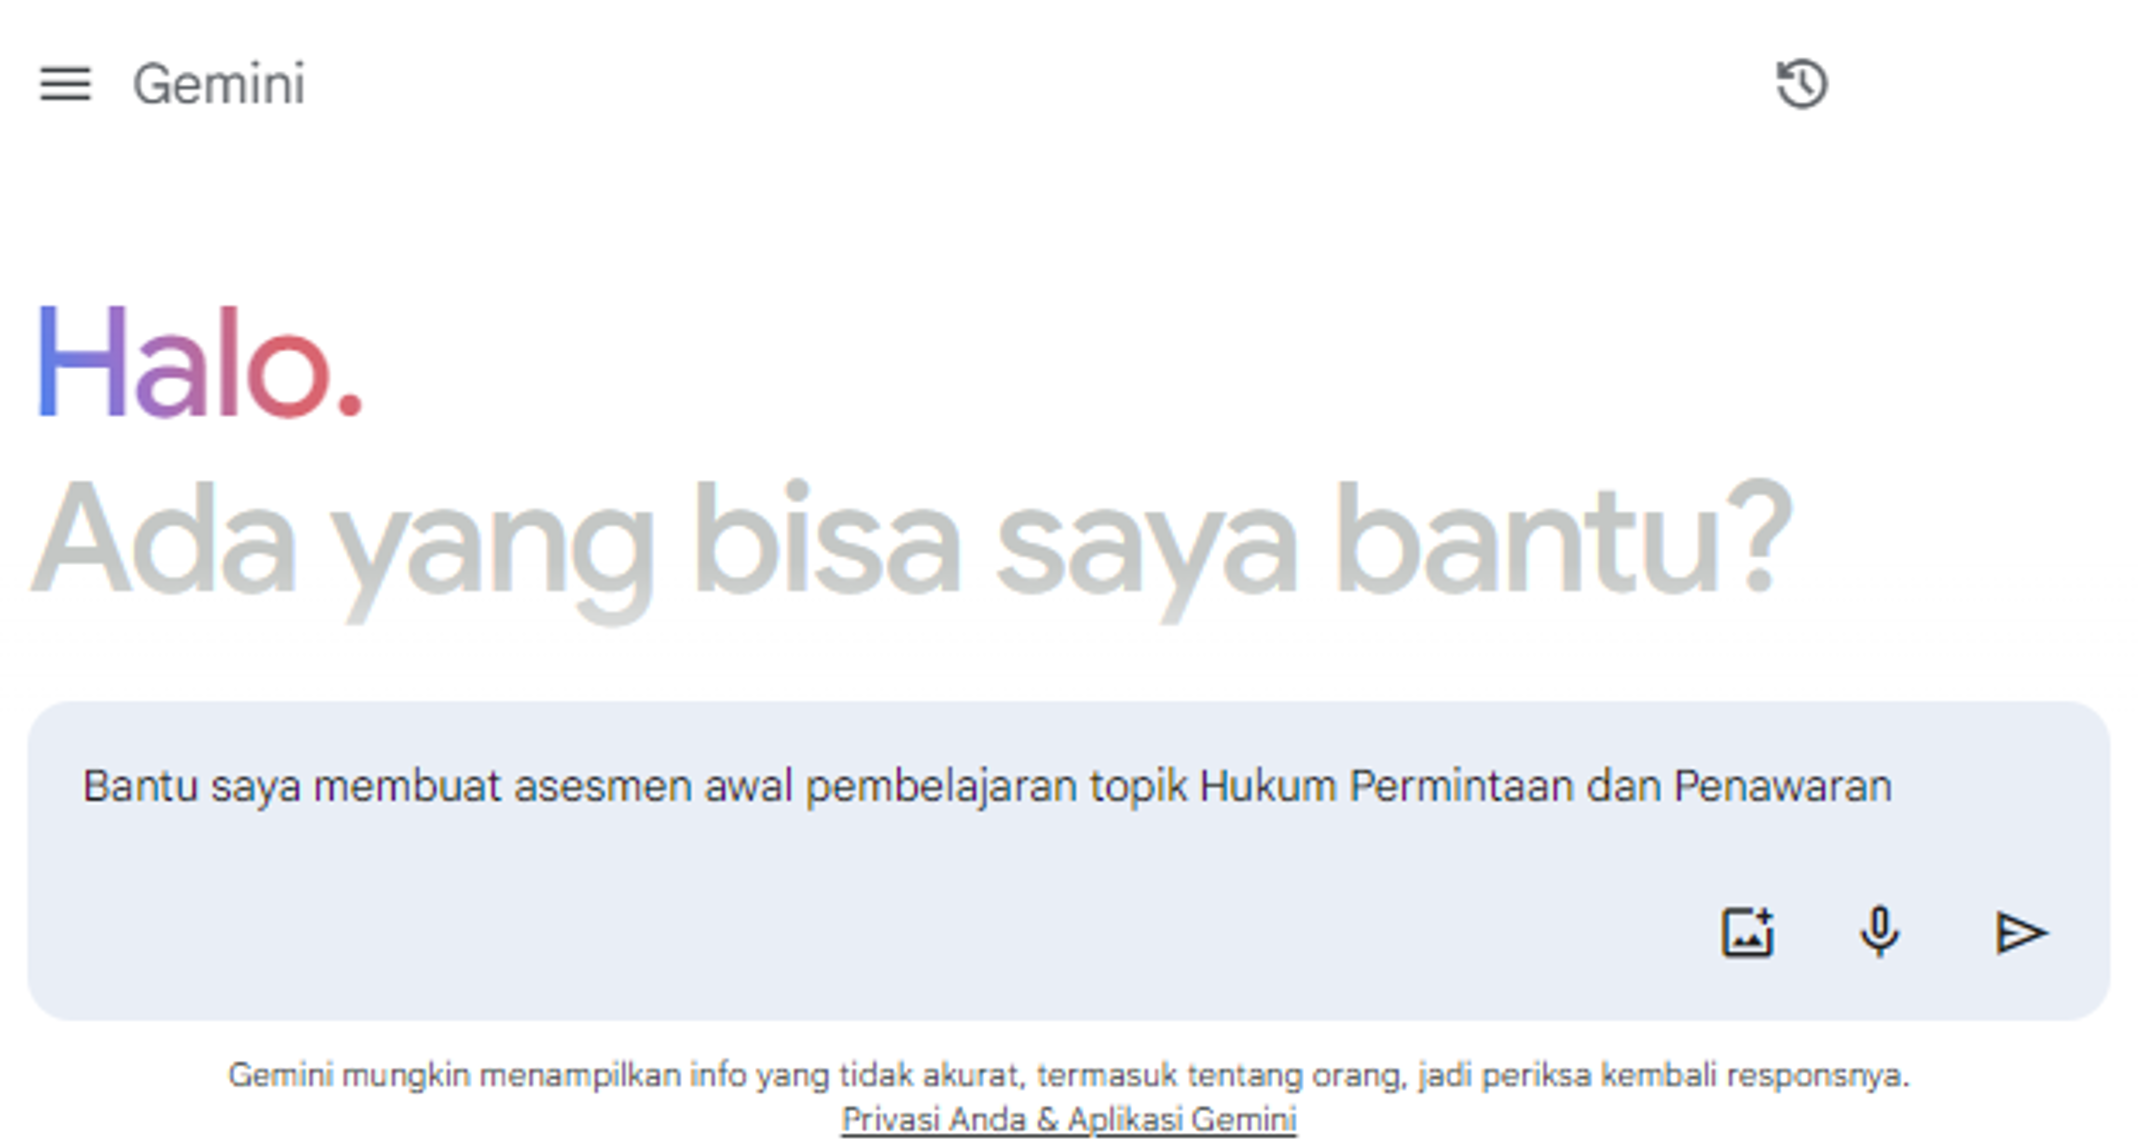 Gemini
Halo.
Ada yang bisa saya bantu?
Bantu saya membuat asesmen awal pembelajaran topik Hukum Permintaan dan Penawaran
Gemini mungkin menampilkan info yang tidak akurat, termasuk tentang orang, jadi periksa kembali responsnya.
Privasi Anda & Aplikasi Gemini